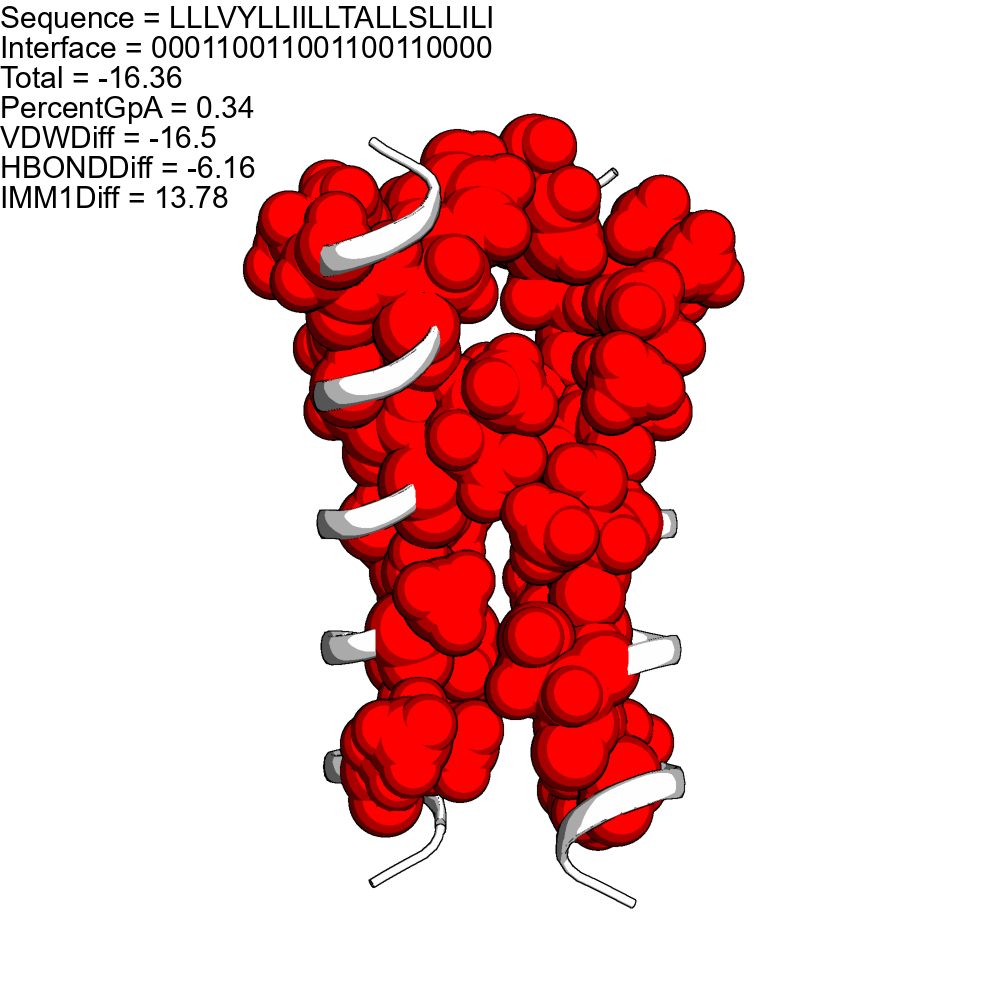 Sequence = LLLVYLLIILLTALLSLLILI
Interface = 000110011001100110000
Total = -16.36
PercentGpA = 0.34
VDWDiff = -16.5
HBONDDiff = -6.16
IMM1Diff = 13.78